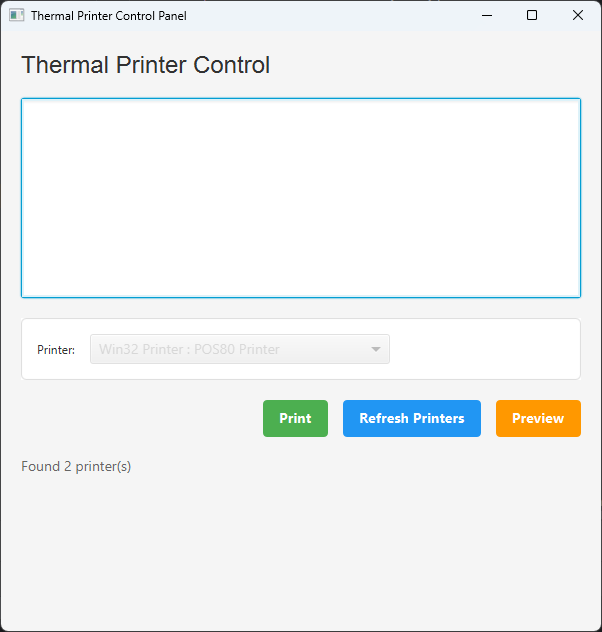 Thermal Printer Control Panel
Thermal Printer Control
Printer: Win32 Printer : POS80 Printer
Print Refresh Printers Preview
Found 2 printer(s)